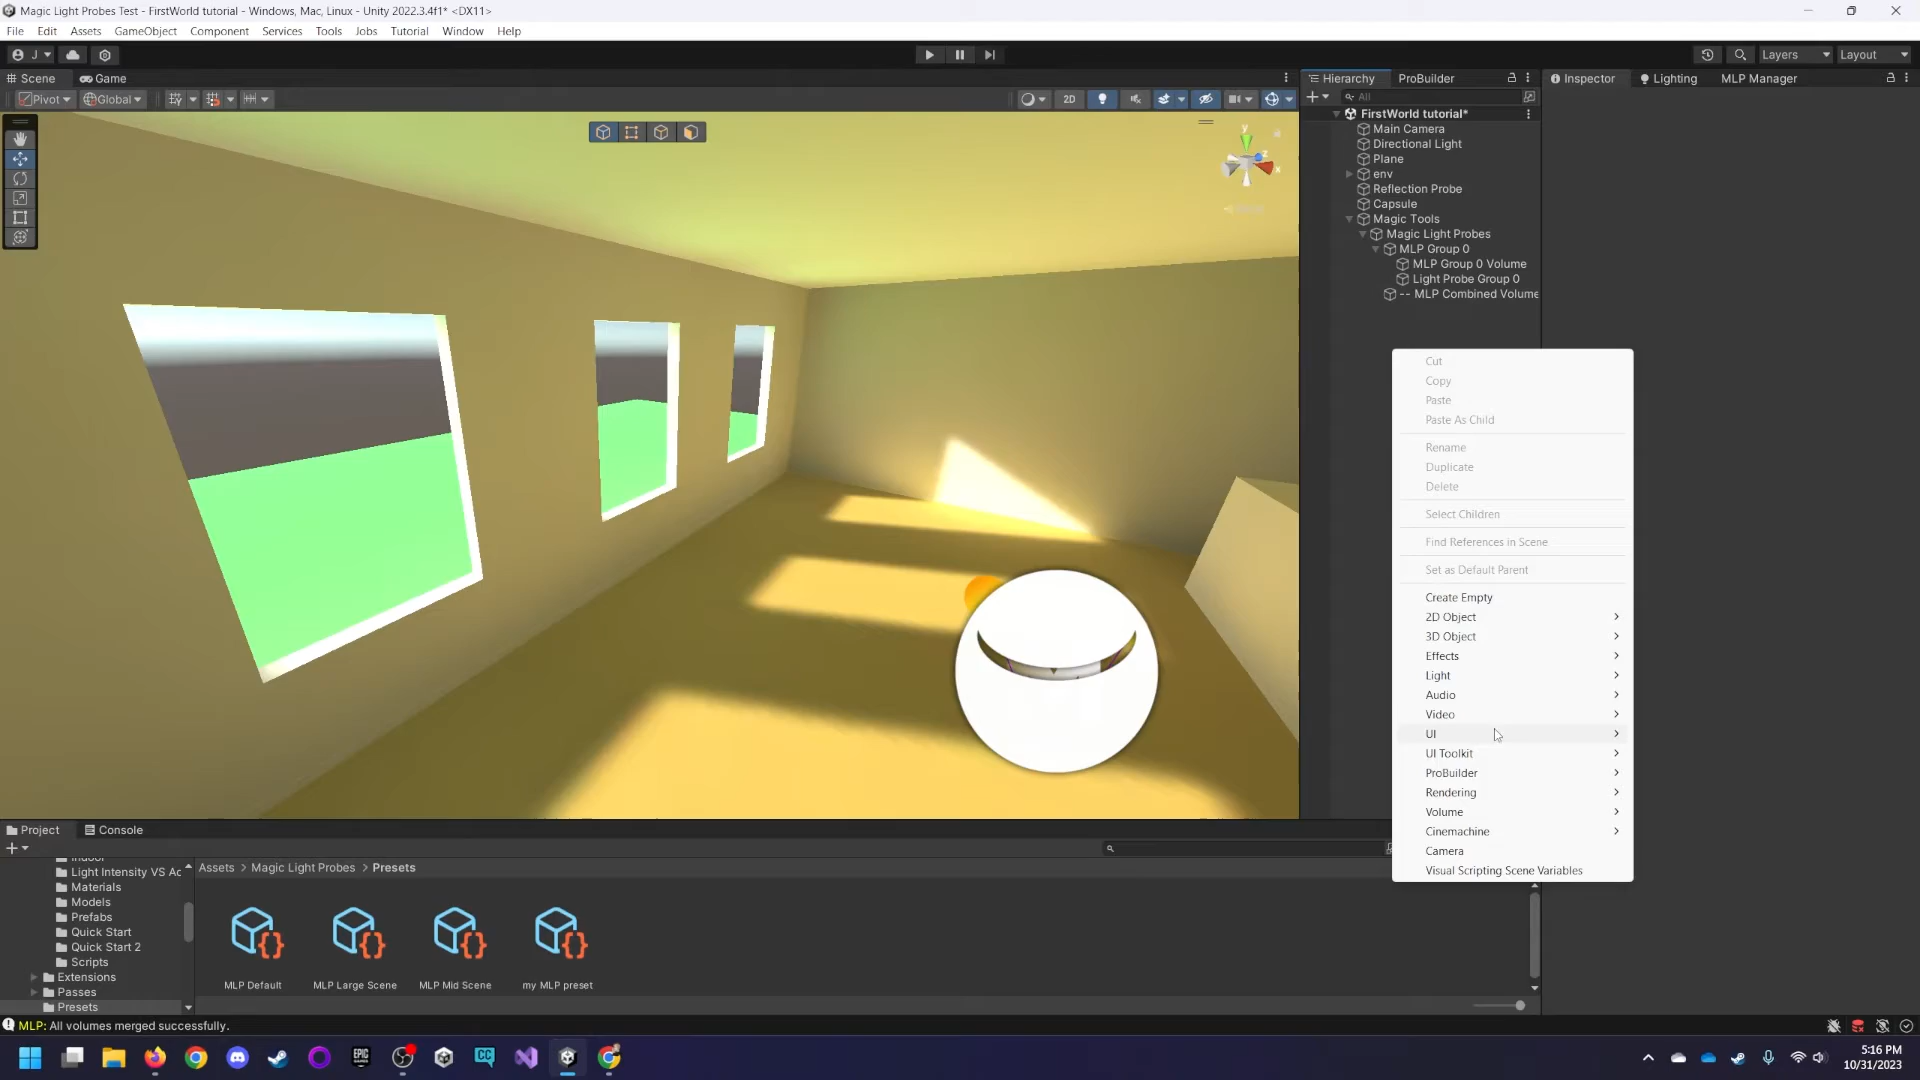 Magic Light Probes Test - FirstWorld tutorial - Windows, Mac, Linux - Unity 2022.3.4f1* <DX11>
File Edit Assets GameObject Component Services Tools Jobs Tutorial Window Help
J Layers Layout
Scene Game
Hierarchy ProBuilder
Inspector Lighting MLP Manager
Pivot Global 2D
All
FirstWorld tutorial*
Main Camera
Directional Light
Plane
env
Reflection Probe
Capsule
Magic Tools
Magic Light Probes
MLP Group 0
MLP Group 0 Volume
Light Probe Group 0
-- MLP Combined Volume
y
z
x
Cut
Copy
Paste
Paste As Child
Rename
Duplicate
Delete
Select Children
Find References in Scene
Set as Default Parent
Create Empty
2D Object
3D Object
Effects
Light
Audio
Video
UI
UI Toolkit
ProBuilder
Rendering
Volume
Cinemachine
Camera
Visual Scripting Scene Variables
Project Console
Indoor
Light Intensity VS Ac
Materials
Models
Prefabs
Quick Start
Quick Start 2
Scripts
Extensions
Passes
Presets
Assets > Magic Light Probes > Presets
MLP Default MLP Large Scene MLP Mid Scene my MLP preset
MLP: All volumes merged successfully.
EPIC GAMES
CC
5:16 PM
10/31/2023